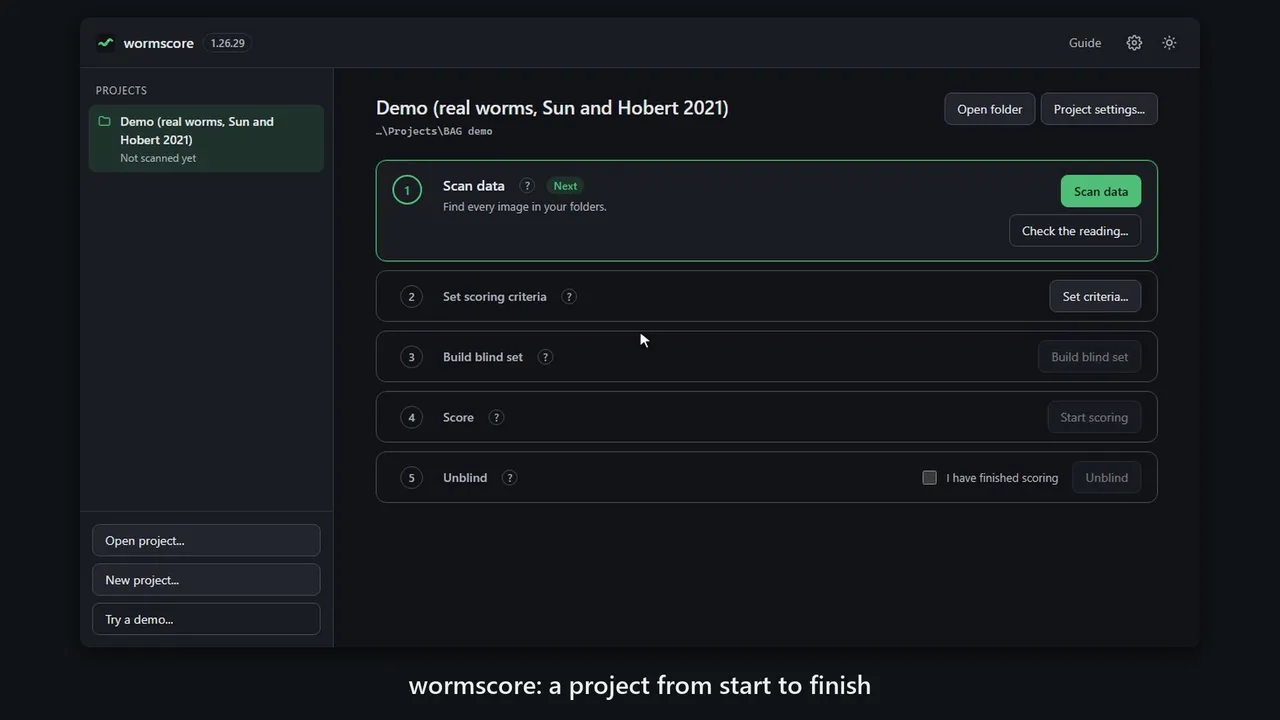 wormscore 1.26.29
Guide
PROJECTS
Demo (real worms, Sun and
Hobert 2021)
Not scanned yet
Open project...
New project...
Try a demo...
Demo (real worms, Sun and Hobert 2021)
…\Projects\BAG demo
Open folder
Project settings...
1
Scan data ? Next
Find every image in your folders.
Scan data
Check the reading...
2 Set scoring criteria ? Set criteria...
3 Build blind set ? Build blind set
4 Score ? Start scoring
5 Unblind ? I have finished scoring Unblind
wormscore: a project from start to finish